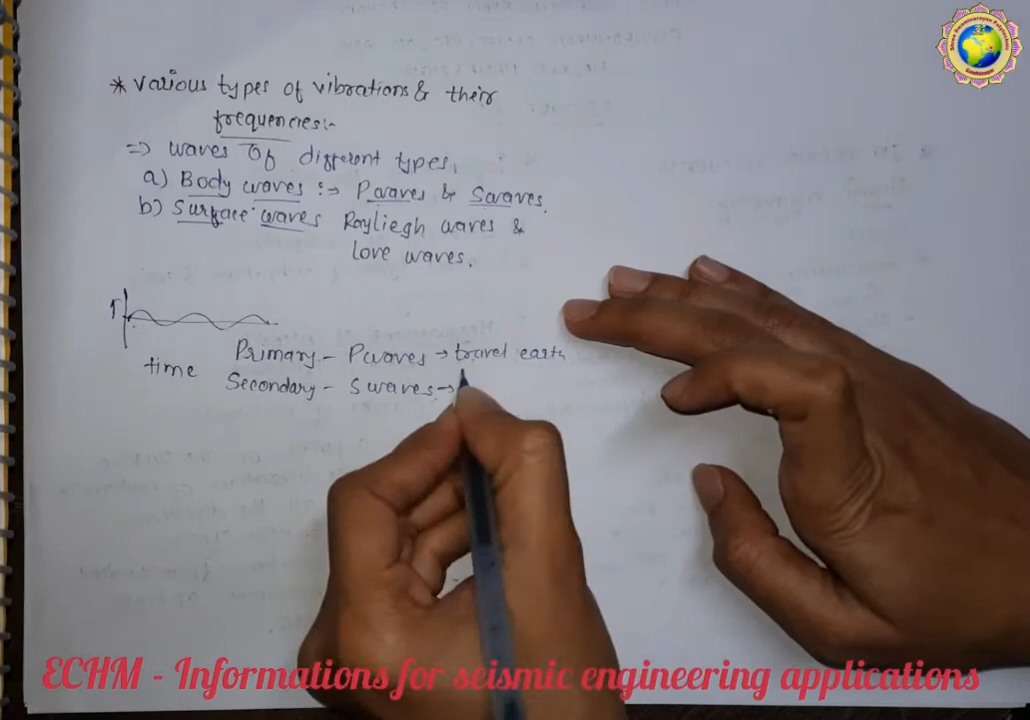 * Various types of vibrations & their
frequencies:-
=> waves of different types.
a) Body waves :-> P waves & S waves.
b) Surface waves Rayliegh waves &
Love waves.
Primary - P waves → travel earth
time
Secondary - S waves →
ECHM - Informations for seismic engineering applications